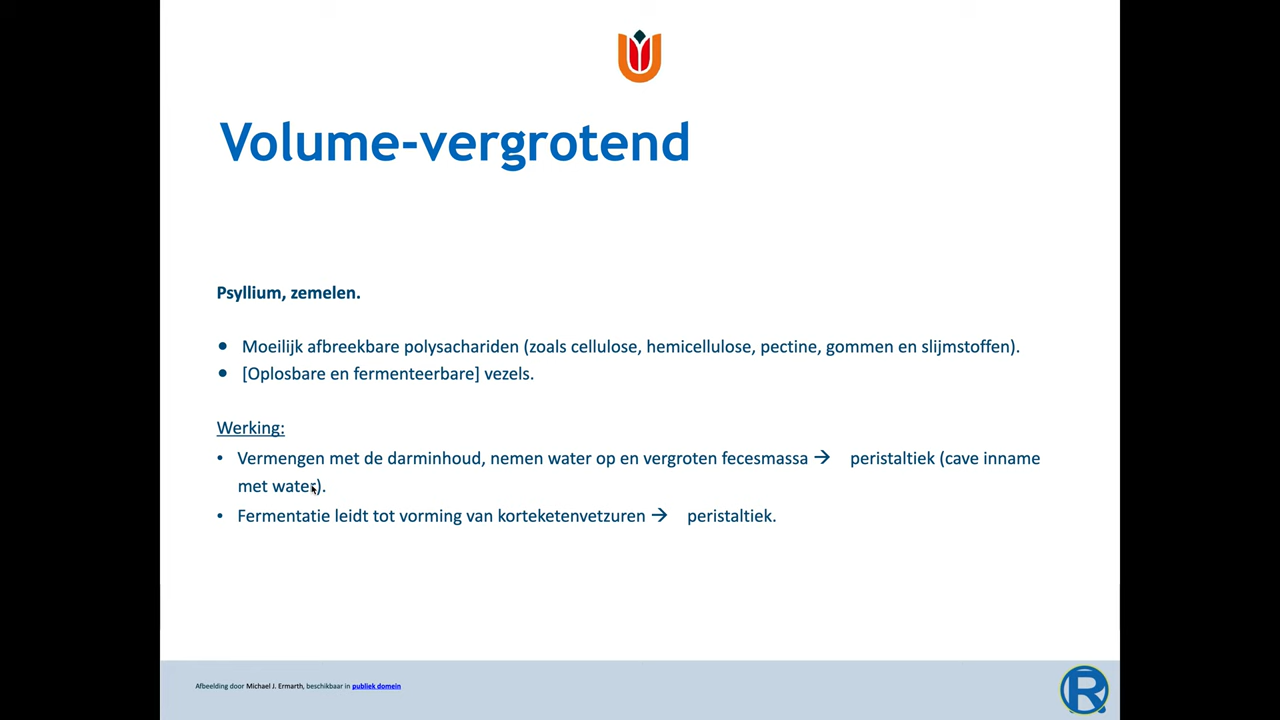 Volume-vergrotend
Psyllium, zemelen.
● Moeilijk afbreekbare polysachariden (zoals cellulose, hemicellulose, pectine, gommen en slijmstoffen).
● [Oplosbare en fermenteerbare] vezels.
Werking:
• Vermengen met de darminhoud, nemen water op en vergroten fecesmassa → peristaltiek (cave inname
met water).
• Fermentatie leidt tot vorming van korteketenvetzuren → peristaltiek.
Afbeelding door Michael J. Ermarth, beschikbaar in publiek domein
R